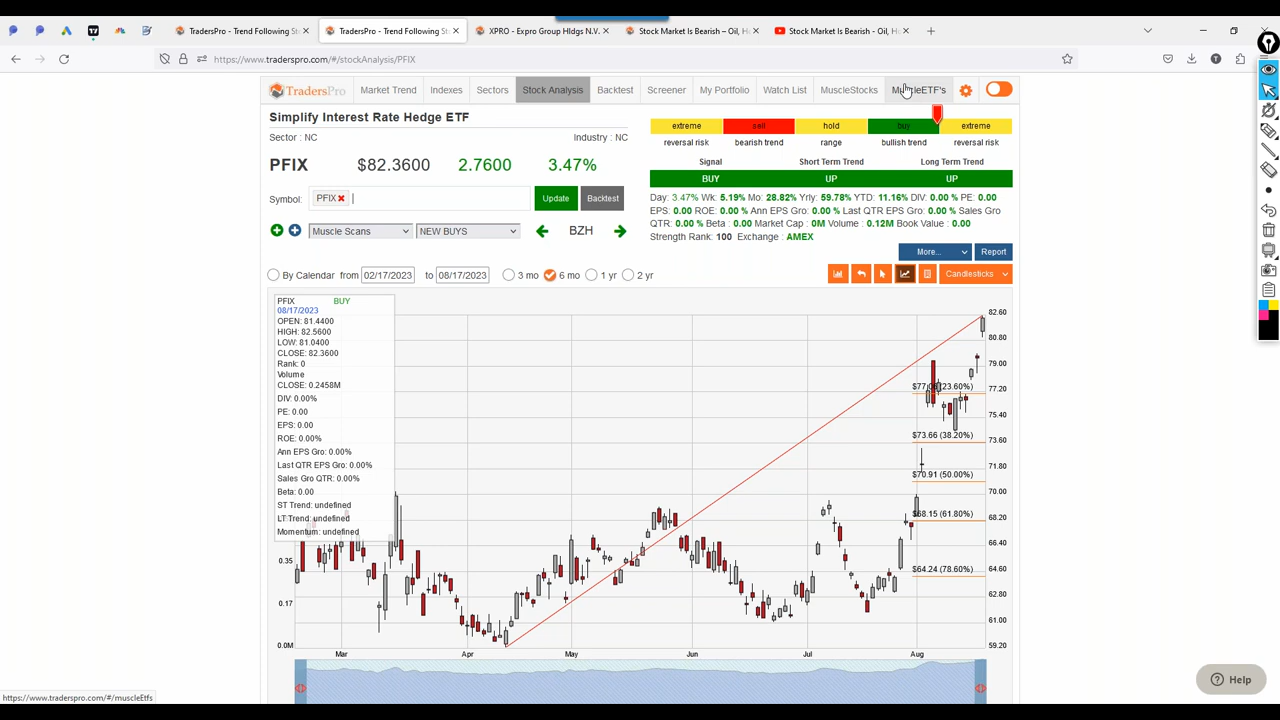 TradersPro - Trend Following St
TradersPro - Trend Following St
XPRO - Expro Group Hldgs N.V.
Stock Market Is Bearish – Oil, H
Stock Market Is Bearish - Oil, H
https://www.traderspro.com/#/stockAnalysis/PFIX
TradersPro
Market Trend
Indexes
Sectors
Stock Analysis
Backtest
Screener
My Portfolio
Watch List
MuscleStocks
MuscleETF's
Simplify Interest Rate Hedge ETF
Sector : NC
Industry : NC
PFIX $82.3600 2.7600 3.47%
extreme sell hold buy extreme
reversal risk bearish trend range bullish trend reversal risk
Signal Short Term Trend Long Term Trend
BUY UP UP
Symbol: PFIX Update Backtest
Day: 3.47% Wk: 5.19% Mo: 28.82% Yrly: 59.78% YTD: 11.16% DIV: 0.00 % PE: 0.00
EPS: 0.00 ROE: 0.00 % Ann EPS Gro: 0.00 % Last QTR EPS Gro: 0.00 % Sales Gro
QTR: 0.00 % Beta : 0.00 Market Cap : 0M Volume : 0.12M Book Value : 0.00
Strength Rank: 100 Exchange : AMEX
Muscle Scans NEW BUYS BZH
More... Report
By Calendar from 02/17/2023 to 08/17/2023 3 mo 6 mo 1 yr 2 yr
Candlesticks
PFIX BUY
08/17/2023
OPEN: 81.4400
HIGH: 82.5600
LOW: 81.0400
CLOSE: 82.3600
Rank: 0
Volume
CLOSE: 0.2458M
DIV: 0.00%
PE: 0.00
EPS: 0.00
ROE: 0.00%
Ann EPS Gro: 0.00%
Last QTR EPS Gro: 0.00%
Sales Gro QTR: 0.00%
Beta: 0.00
ST Trend: undefined
LT Trend: undefined
Momentum: undefined
0.35
0.17
0.0M
(23.60%)
$73.66 (38.20%)
$70.91 (50.00%)
$68.15 (61.80%)
$64.24 (78.60%)
82.60
80.80
79.00
77.20
75.40
73.60
71.80
70.00
68.20
66.40
64.60
62.80
61.00
59.20
Mar Apr May Jun Jul Aug
Help
https://www.traderspro.com/#/muscleEtfs